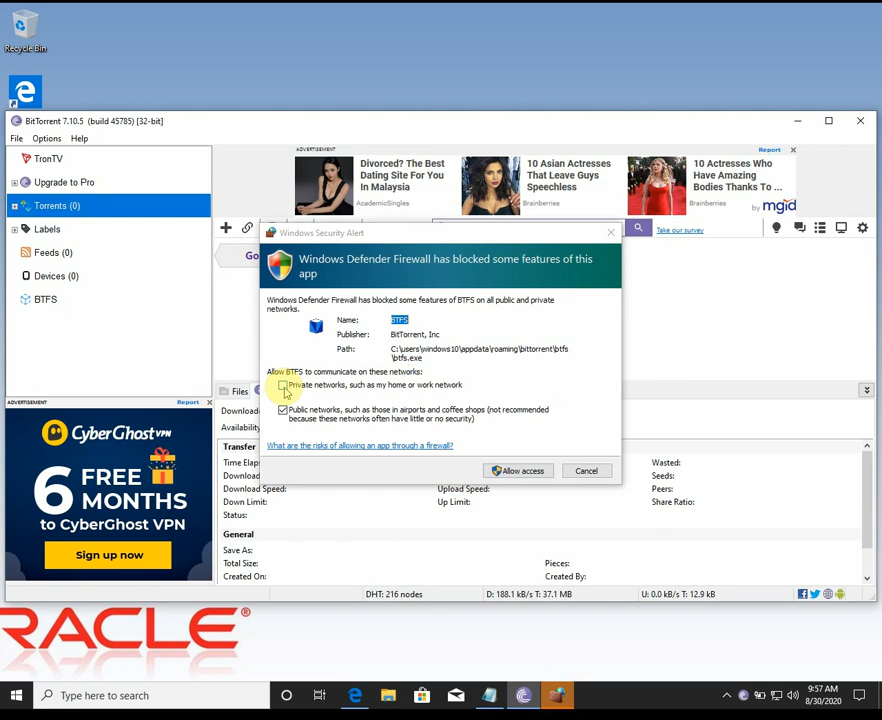 Recycle Bin
BitTorrent 7.10.5 (build 45785) [32-bit]
File Options Help
TronTV
Upgrade to Pro
Torrents (0)
Labels
Feeds (0)
Devices (0)
BTFS
ADVERTISEMENT
Report
Divorced? The Best
Dating Site For You
In Malaysia
AcademicSingles
10 Asian Actresses
That Leave Guys
Speechless
Brainberries
10 Actresses Who
Have Amazing
Bodies Thanks To ...
Brainberries
by mgid
Take our survey
Go
Windows Security Alert
Windows Defender Firewall has blocked some features of this
app
Windows Defender Firewall has blocked some features of BTFS on all public and private
networks.
Name: BTFS
Publisher: BitTorrent, Inc
Path: C:\users\windows10\appdata\roaming\bittorrent\btfs
\btfs.exe
Allow BTFS to communicate on these networks:
Private networks, such as my home or work network
Public networks, such as those in airports and coffee shops (not recommended
because these networks often have little or no security)
What are the risks of allowing an app through a firewall?
Allow access Cancel
Files
Availability
Transfer
Download Speed: Upload Speed: Peers:
Down Limit: Up Limit: Share Ratio:
Status:
Wasted:
Seeds:
General
Save As:
Total Size: Pieces:
Created On: Created By:
DHT: 216 nodes D: 188.1 kB/s T: 37.1 MB U: 0.0 kB/s T: 12.9 kB
ADVERTISEMENT
Report
CyberGhost VPN
6 FREE
MONTHS
to CyberGhost VPN
Sign up now
RACLE®
Type here to search
9:57 AM
8/30/2020